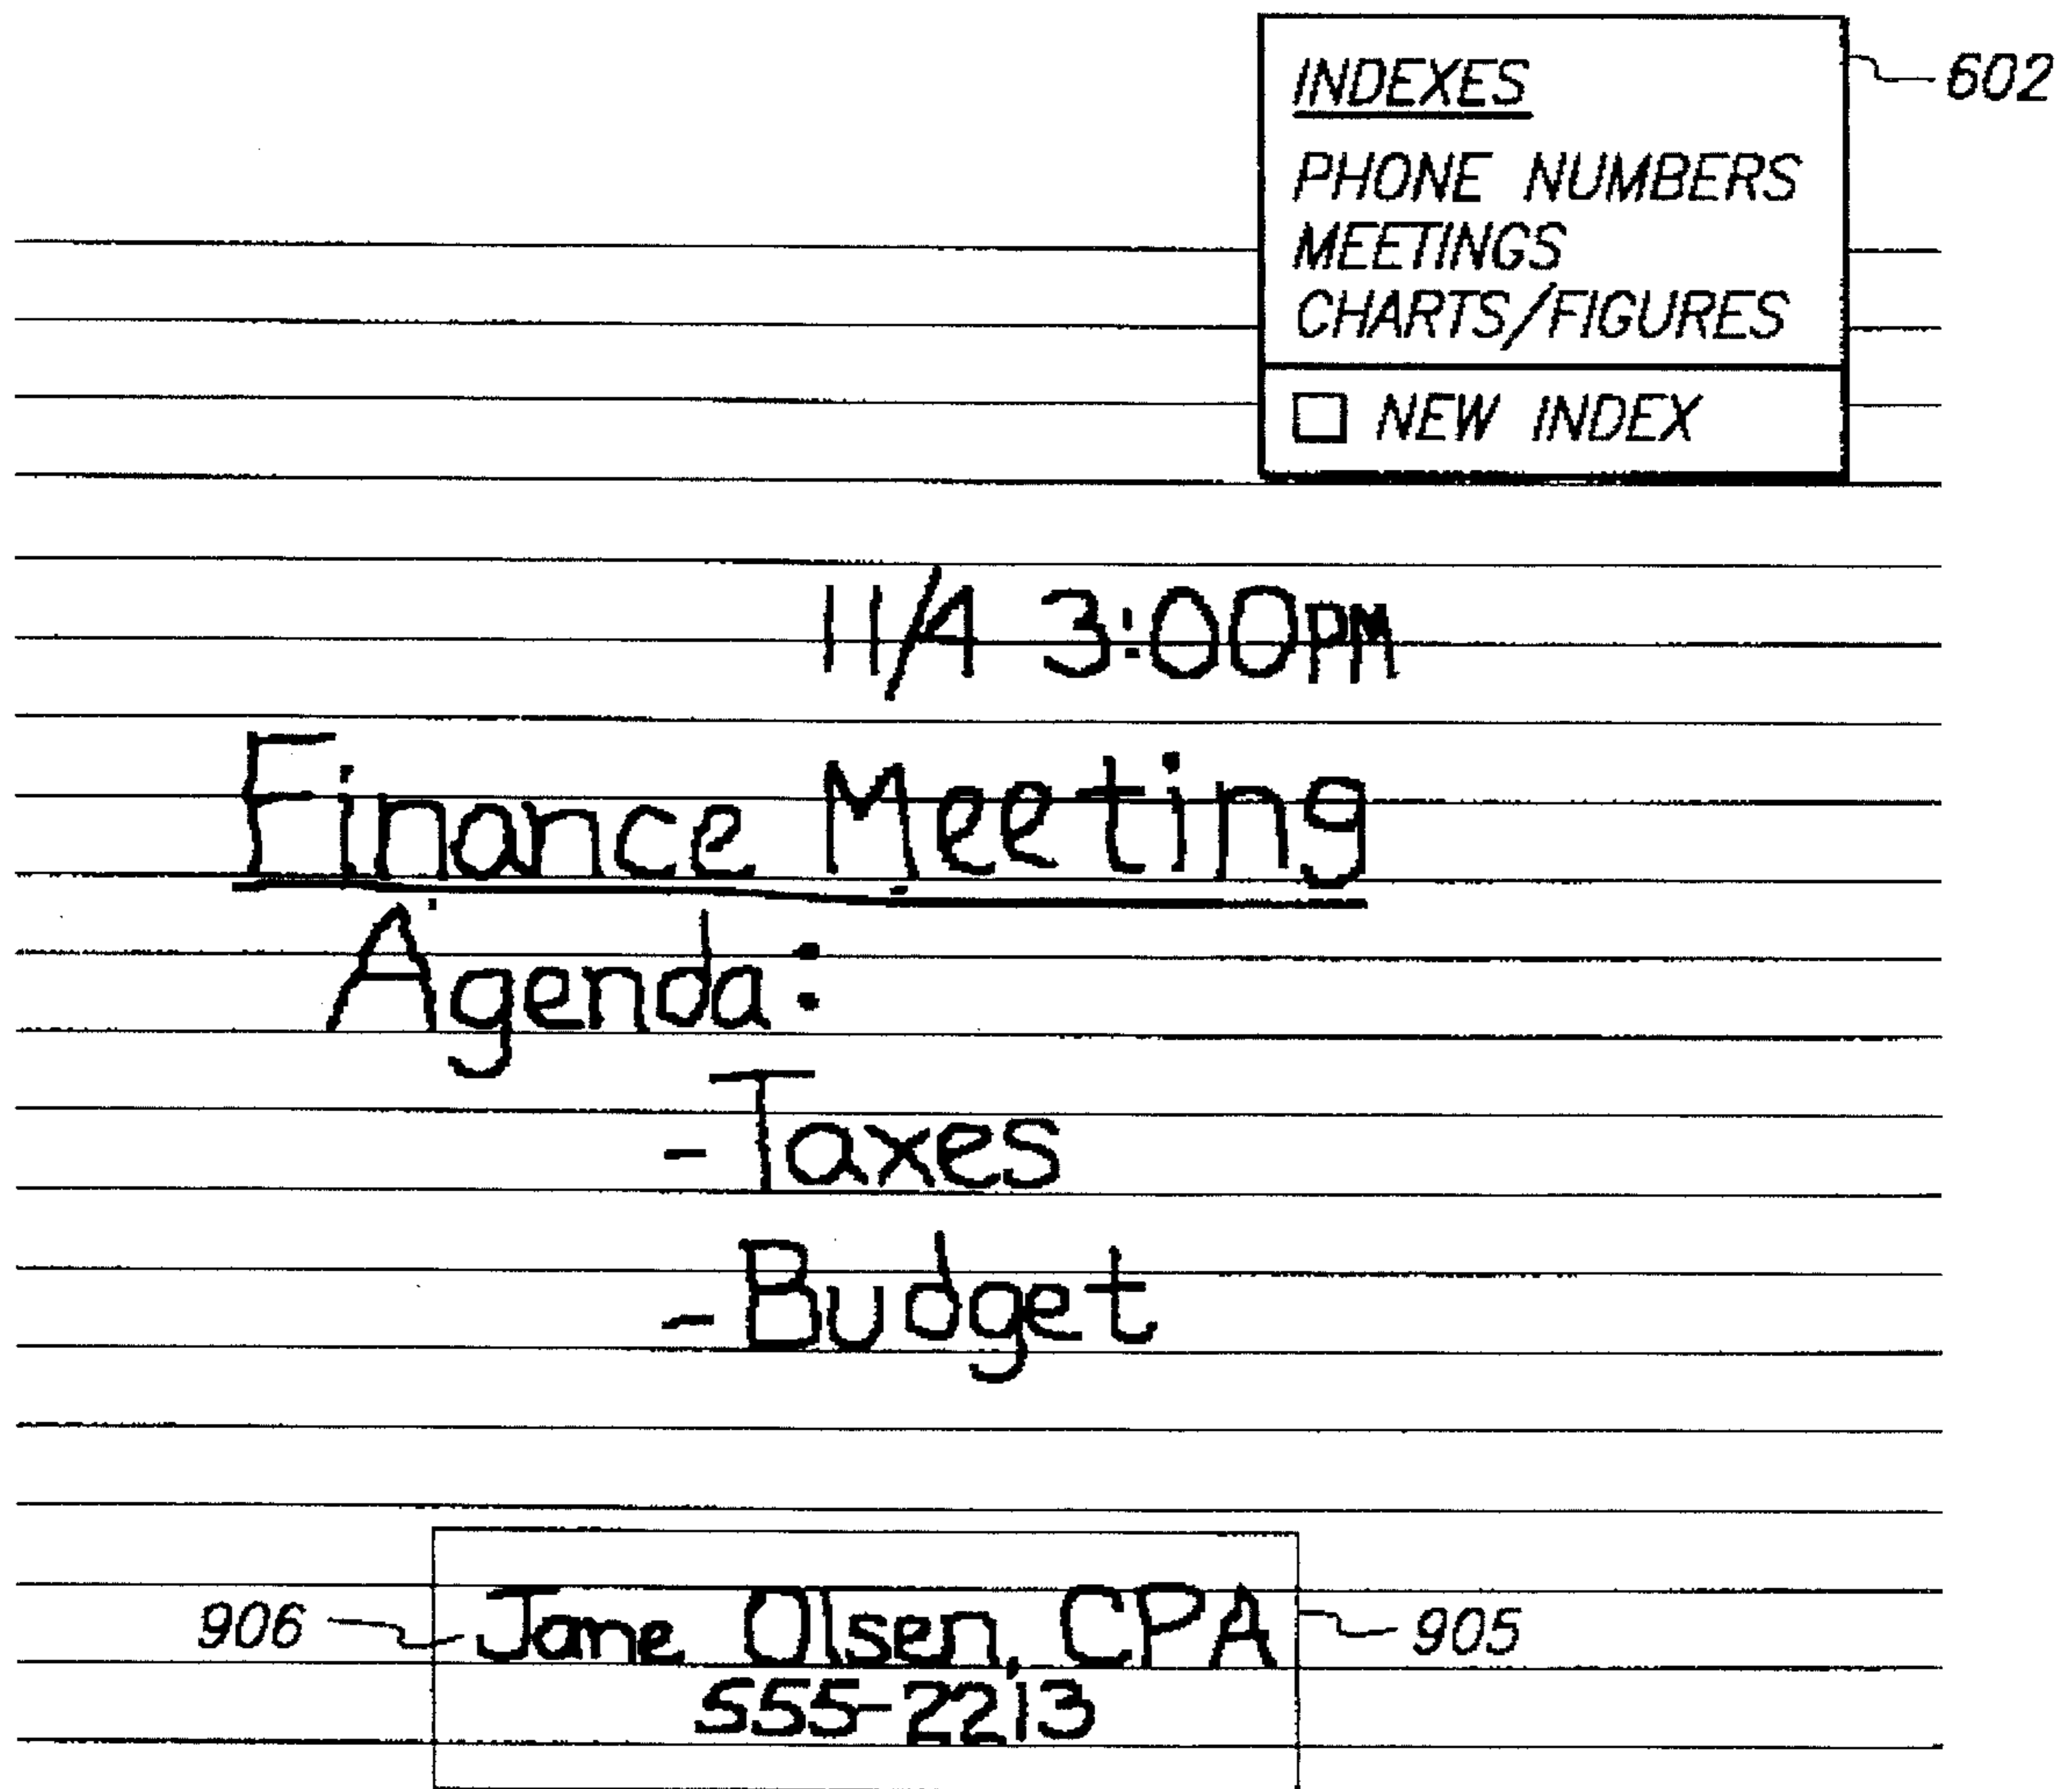 INDEXES
602
PHONE NUMBERS
MEETINGS
CHARTS/FIGURES
NEW INDEX
11/4 3:00PM
Finance Meeting
Agenda:
-Taxes
-Budget
906 Jane Olsen, CPA 905
555-2213